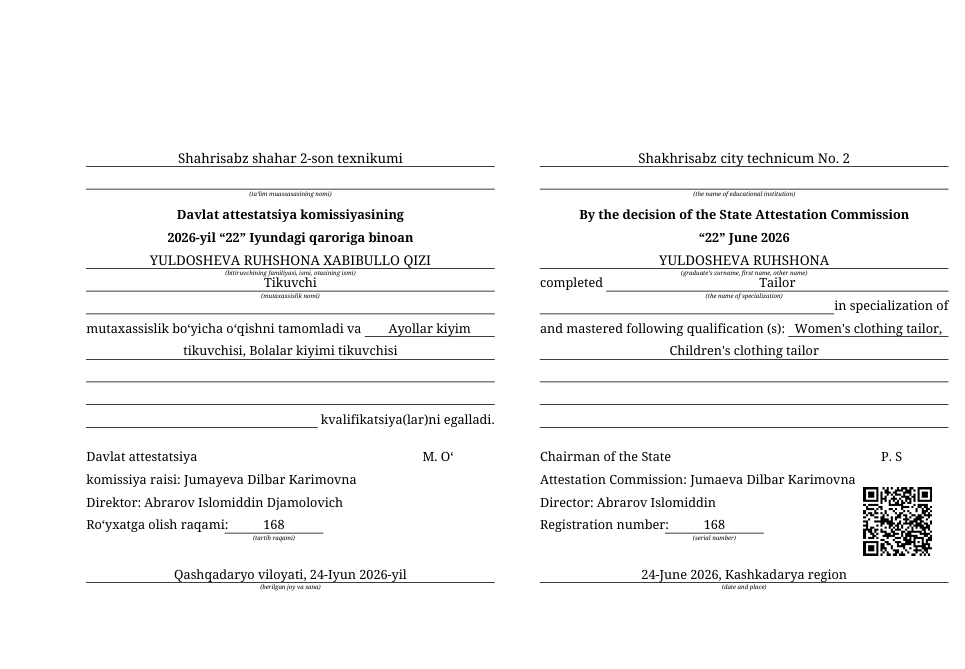 Shahrisabz shahar 2-son texnikumi
(ta'lim muassasasining nomi)
Davlat attestatsiya komissiyasining
2026-yil “22” Iyundagi qaroriga binoan
YULDOSHEVA RUHSHONA XABIBULLO QIZI
(bitiruvchining familiyasi, ismi, otasining ismi)
Tikuvchi
(mutaxassislik nomi)
mutaxassislik bo‘yicha o‘qishni tamomladi va Ayollar kiyim
tikuvchisi, Bolalar kiyimi tikuvchisi
kvalifikatsiya(lar)ni egalladi.
Davlat attestatsiya M. O‘
komissiya raisi: Jumayeva Dilbar Karimovna
Direktor: Abrarov Islomiddin Djamolovich
Ro‘yxatga olish raqami: 168
(tartib raqami)
Qashqadaryo viloyati, 24-Iyun 2026-yil
(berilgan joy va sana)
Shakhrisabz city technicum No. 2
(the name of educational institution)
By the decision of the State Attestation Commission
“22” June 2026
YULDOSHEVA RUHSHONA
(graduate's surname, first name, other name)
completed Tailor
(the name of specialization)
in specialization of
and mastered following qualification (s): Women's clothing tailor,
Children's clothing tailor
Chairman of the State P. S
Attestation Commission: Jumaeva Dilbar Karimovna
Director: Abrarov Islomiddin
Registration number: 168
(serial number)
24-June 2026, Kashkadarya region
(date and place)